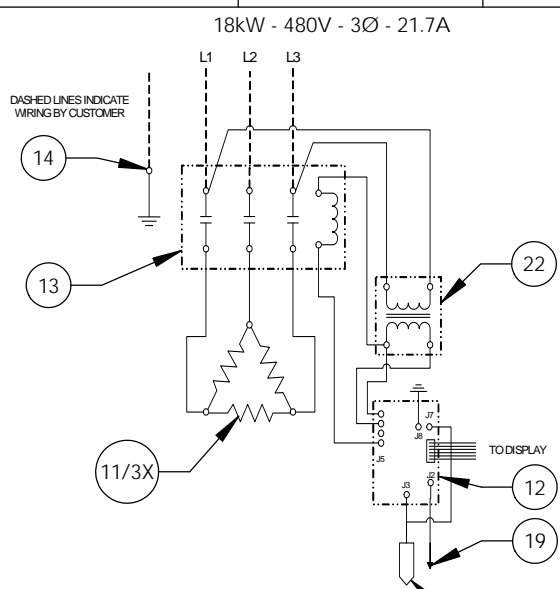 18kW - 480V - 3Ø - 21.7A
L1 L2 L3
DASHED LINES INDICATE
WIRING BY CUSTOMER
14
13
22
J7
J8
J5
TO DISPLAY
11/3X
J2
J3
12
19